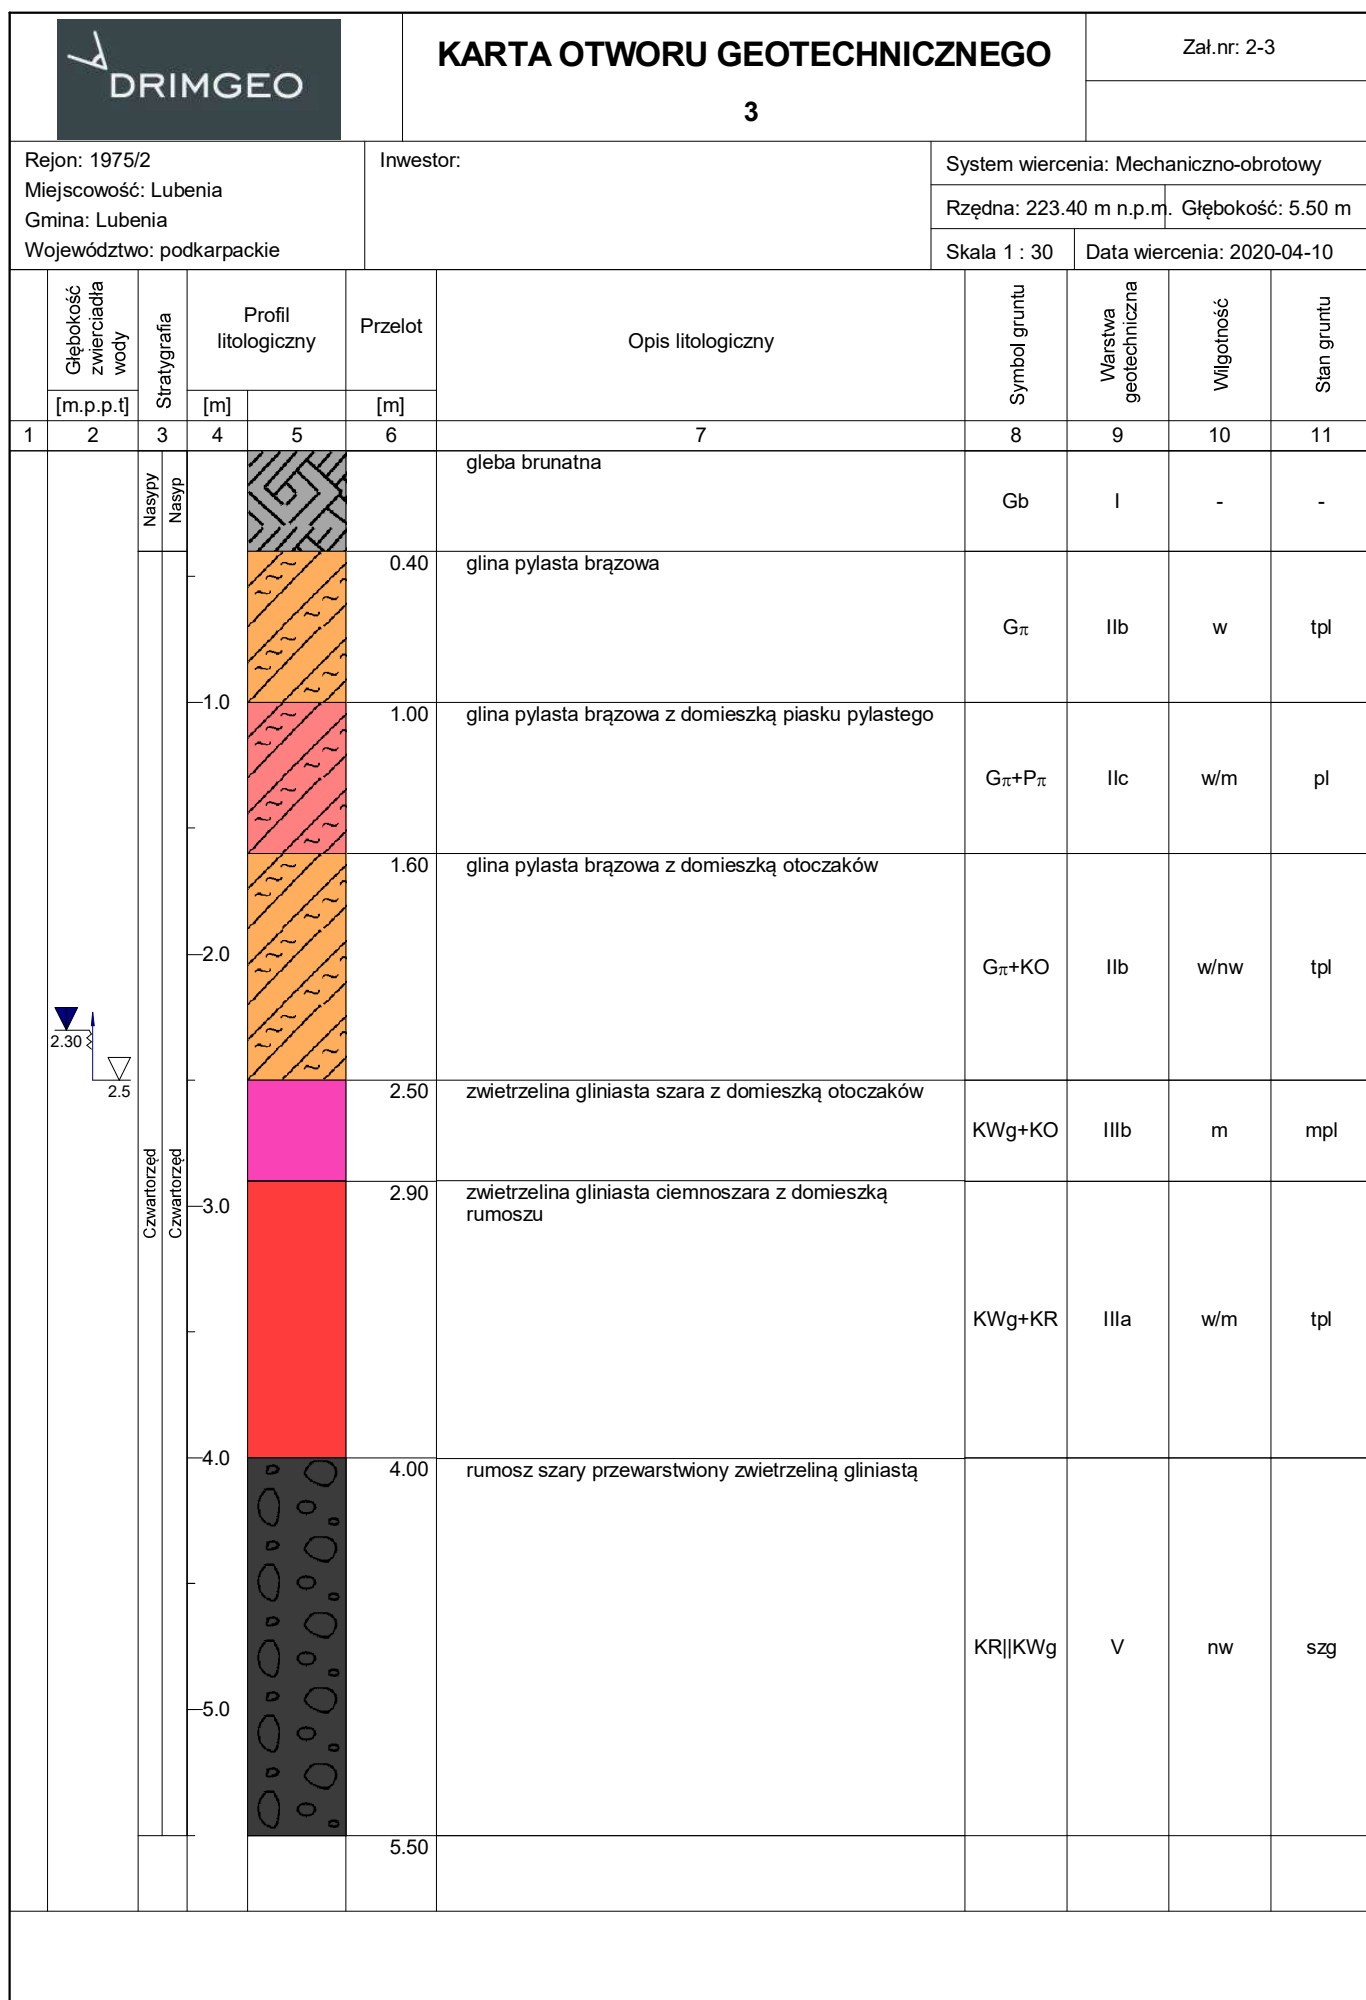 DRIMGEO
KARTA OTWORU GEOTECHNICZNEGO
3
Zał.nr: 2-3
Rejon: 1975/2
Miejscowość: Lubenia
Gmina: Lubenia
Województwo: podkarpackie
Inwestor:
System wiercenia: Mechaniczno-obrotowy
Rzędna: 223.40 m n.p.m. Głębokość: 5.50 m
Skala 1 : 30 Data wiercenia: 2020-04-10
Głębokość
zwierciadła
wody
[m.p.p.t]
Stratygrafia
Profil
litologiczny
[m]
Przelot
[m]
Opis litologiczny
Symbol gruntu
Warstwa
geotechniczna
Wilgotność
Stan gruntu
1 2 3 4 5 6 7 8 9 10 11
Nasypy
Nasyp
gleba brunatna
Gb I - -
0.40 glina pylasta brązowa
Gπ IIb w tpl
1.0
1.00 glina pylasta brązowa z domieszką piasku pylastego
Gπ+Pπ IIc w/m pl
1.60 glina pylasta brązowa z domieszką otoczaków
2.0
Gπ+KO IIb w/nw tpl
2.30
2.5
2.50 zwietrzelina gliniasta szara z domieszką otoczaków
KWg+KO IIIb m mpl
Czwartorzęd
Czwartorzęd
2.90 zwietrzelina gliniasta ciemnoszara z domieszką
rumoszu
3.0
KWg+KR IIIa w/m tpl
4.0
4.00 rumosz szary przewarstwiony zwietrzeliną gliniastą
KR||KWg V nw szg
5.0
5.50